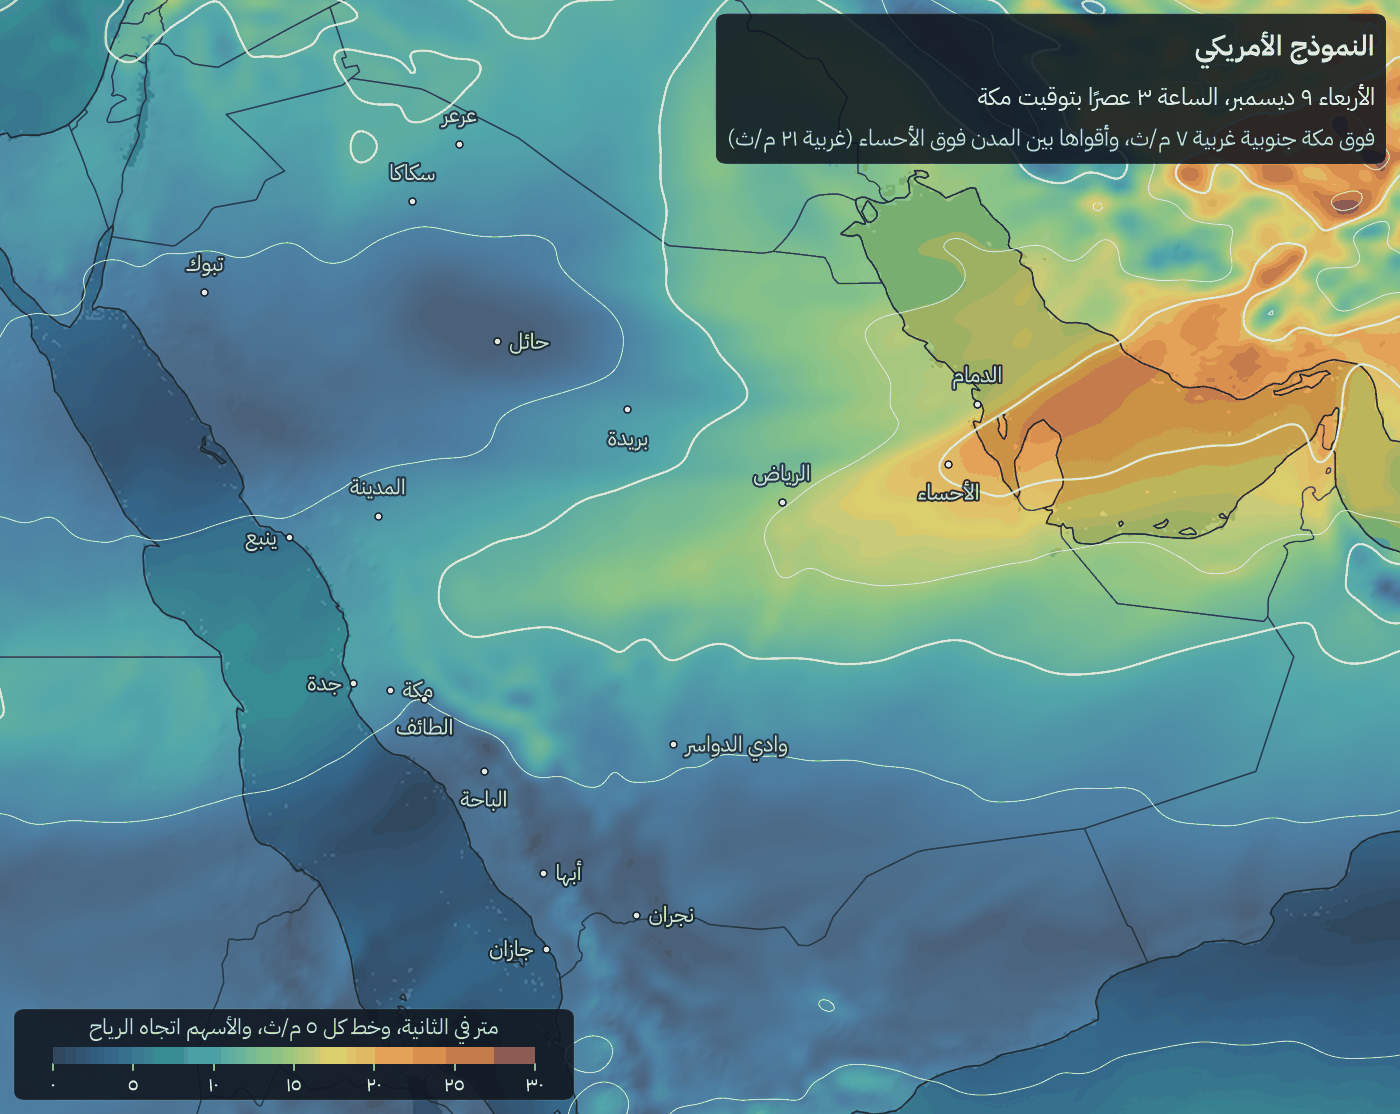 النموذج الأمريكي
الأربعاء ٩ ديسمبر، الساعة ٣ عصرًا بتوقيت مكة
فوق مكة جنوبية غربية ٧ م/ث، وأقواها بين المدن فوق الأحساء (غربية ٢١ م/ث)
عرعر
سكاكا
تبوك
حائل
الدمام
بريدة
الرياض
الأحساء
المدينة
ينبع
جدة
مكة
الطائف
وادي الدواسر
الباحة
أبها
نجران
جازان
متر في الثانية، وخط كل ٥ م/ث، والأسهم اتجاه الرياح
٠ ٥ ١٠ ١٥ ٢٠ ٢٥ ٣٠